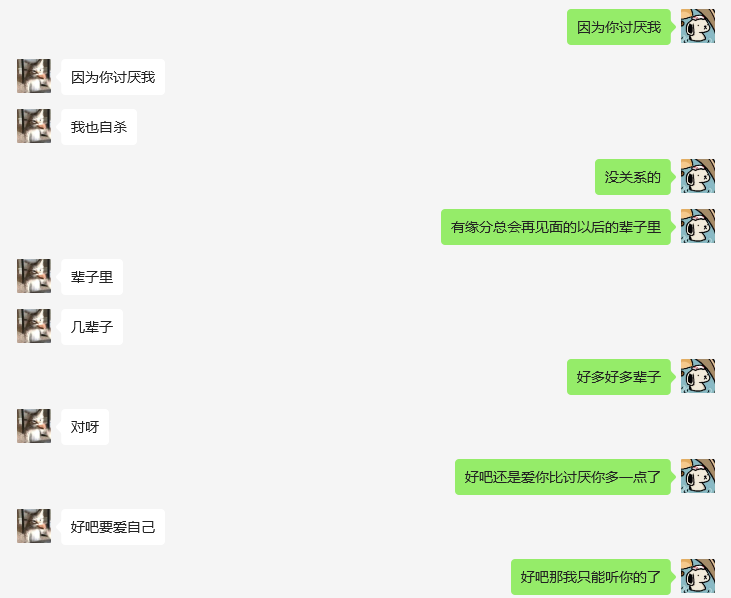 因为你讨厌我
因为你讨厌我
我也自杀
没关系的
有缘分总会再见面的以后的辈子里
辈子里
几辈子
好多好多辈子
对呀
好吧还是爱你比讨厌你多一点了
好吧要爱自己
好吧那我只能听你的了